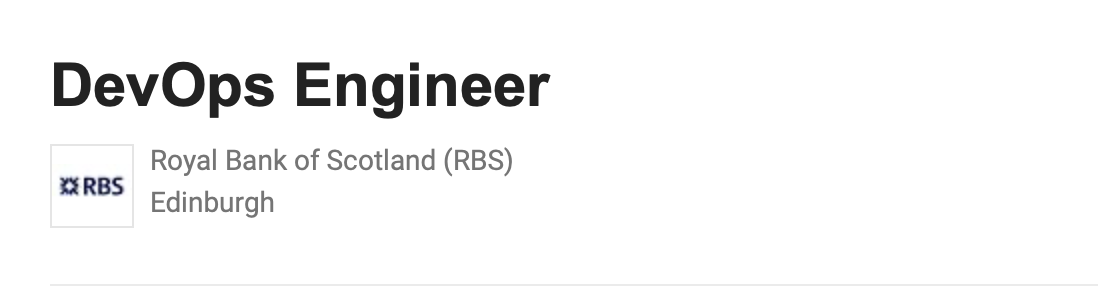 DevOps Engineer
RBS
Royal Bank of Scotland (RBS)
Edinburgh